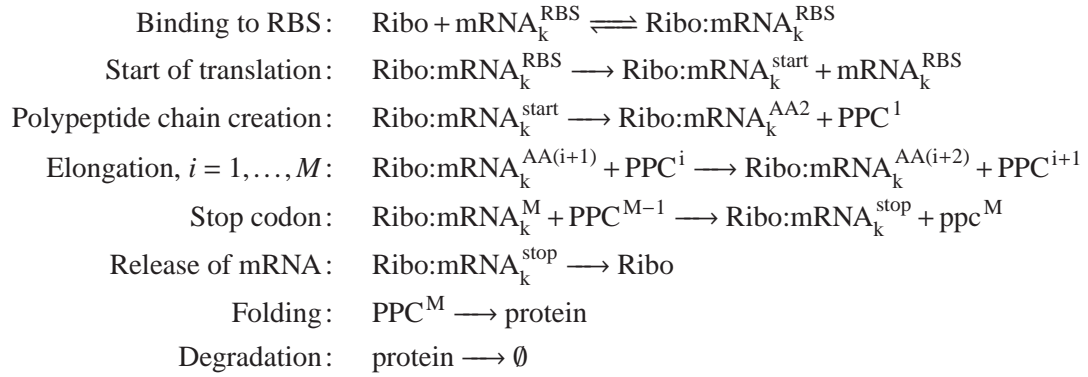 Binding to RBS: Ribo + mRNA_k^RBS ⇌ Ribo:mRNA_k^RBS
Start of translation: Ribo:mRNA_k^RBS ⟶ Ribo:mRNA_k^start + mRNA_k^RBS
Polypeptide chain creation: Ribo:mRNA_k^start ⟶ Ribo:mRNA_k^AA2 + PPC^1
Elongation, i = 1,...,M: Ribo:mRNA_k^AA(i+1) + PPC^i ⟶ Ribo:mRNA_k^AA(i+2) + PPC^i+1
Stop codon: Ribo:mRNA_k^M + PPC^M−1 ⟶ Ribo:mRNA_k^stop + ppc^M
Release of mRNA: Ribo:mRNA_k^stop ⟶ Ribo
Folding: PPC^M ⟶ protein
Degradation: protein ⟶ ∅